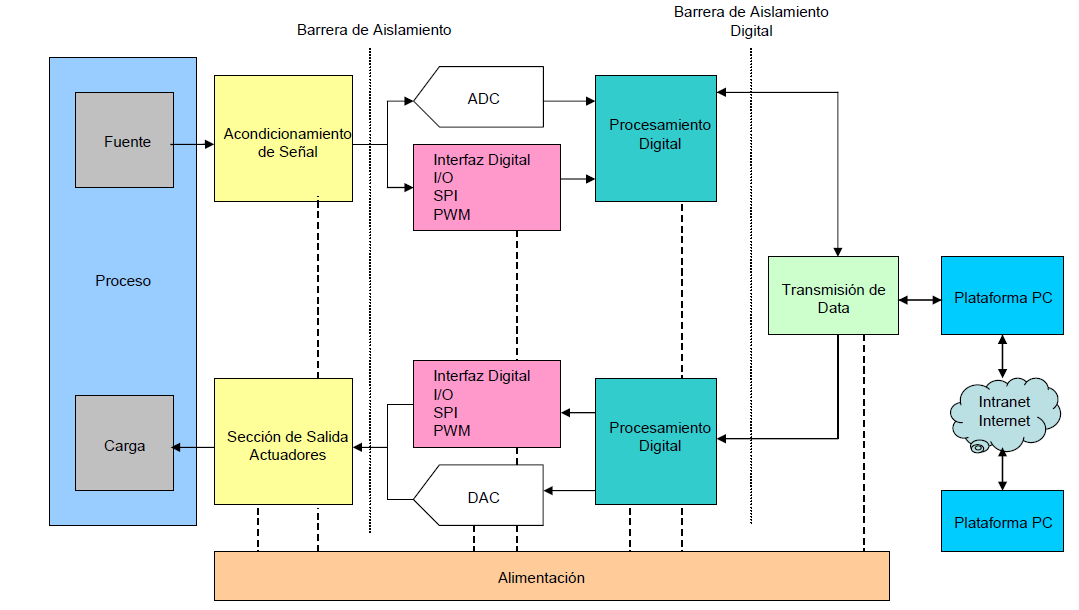 Barrera de Aislamiento
Barrera de Aislamiento
Digital
Fuente
Acondicionamiento
de Señal
ADC
Interfaz Digital
I/O
SPI
PWM
Procesamiento
Digital
Proceso
Transmisión de
Data
Plataforma PC
Carga
Sección de Salida
Actuadores
Interfaz Digital
I/O
SPI
PWM
DAC
Procesamiento
Digital
Intranet
Internet
Plataforma PC
Alimentación